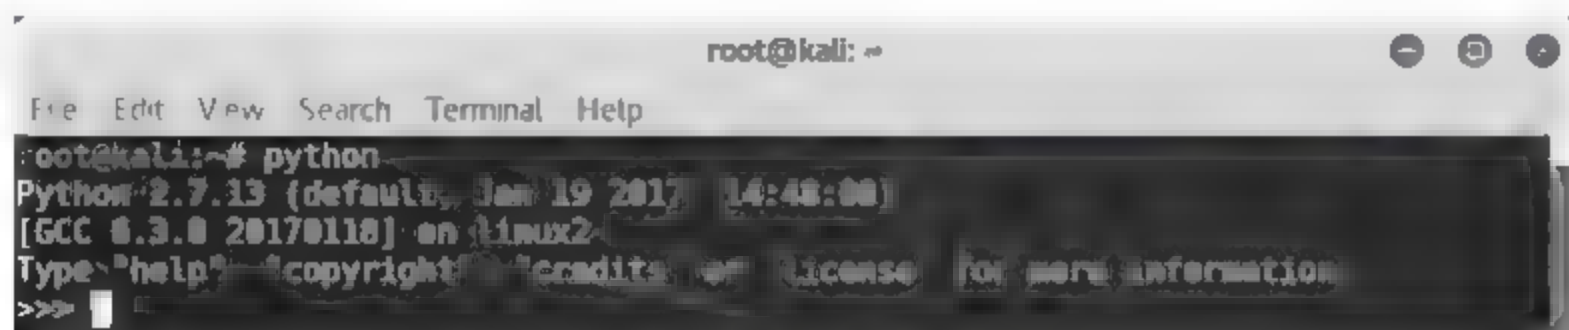 root@kali: ~
File Edit View Search Terminal Help
root@kali:~# python
Python 2.7.13 (default, Jan 19 2017, 14:48:08)
[GCC 6.3.0 20170118] on linux2
Type "help", "copyright", "credits" or "license" for more information.
>>>